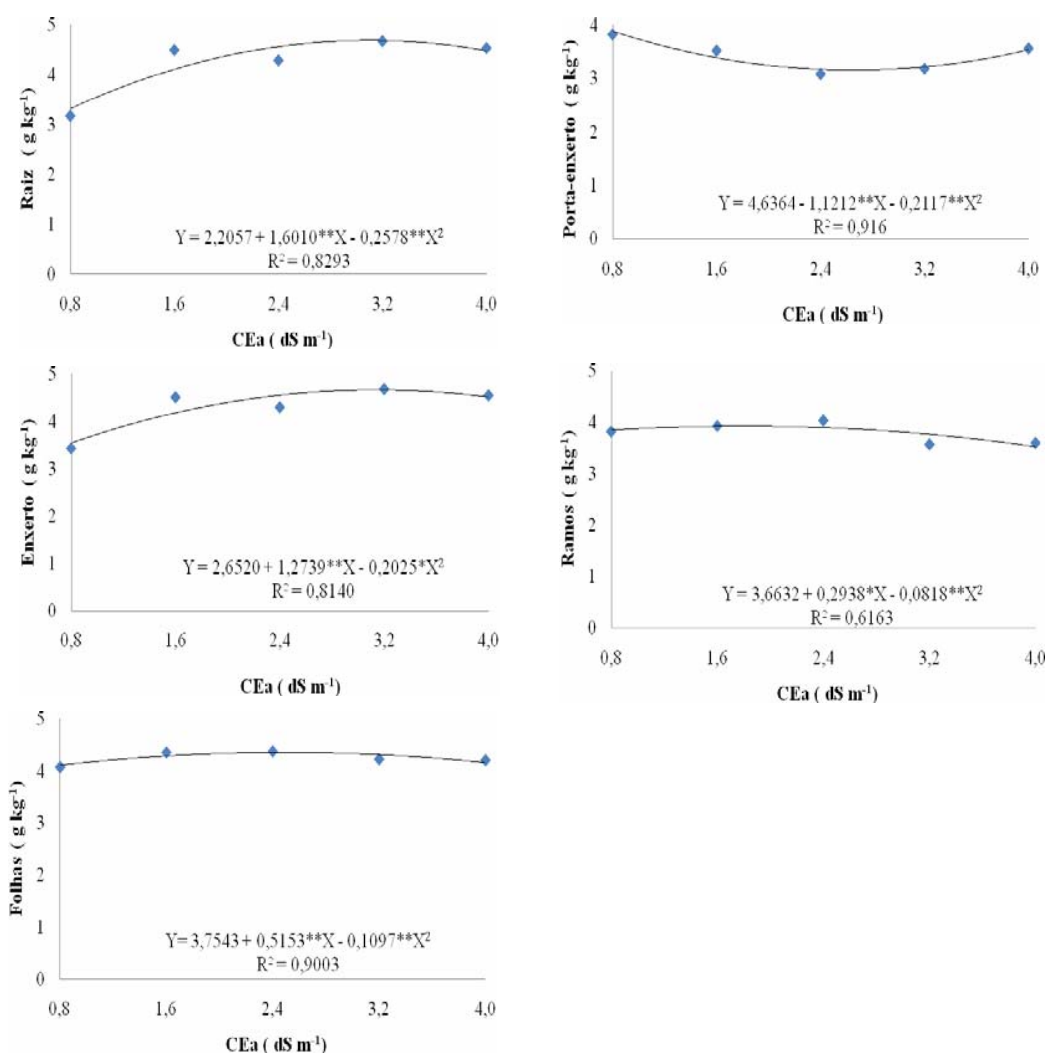 Raiz ( g kg⁻¹)
5
4
3
2
1
0
Y = 2,2057 + 1,6010**X - 0,2578**X²
R² = 0,8293
0,8 1,6 2,4 3,2 4,0
CEa ( dS m⁻¹)
Porta-enxerto ( g kg⁻¹)
4
3
2
1
0
Y = 4,6364 - 1,1212**X - 0,2117**X²
R² = 0,916
0,8 1,6 2,4 3,2 4,0
CEa ( dS m⁻¹)
Enxerto ( g kg⁻¹)
5
4
3
2
1
0
Y = 2,6520 + 1,2739**X - 0,2025*X²
R² = 0,8140
0,8 1,6 2,4 3,2 4,0
CEa ( dS m⁻¹)
Ramos ( g kg⁻¹)
5
4
3
2
1
0
Y = 3,6632 + 0,2938*X - 0,0818**X²
R² = 0,6163
0,8 1,6 2,4 3,2 4,0
CEa ( dS m⁻¹)
Folhas ( g kg⁻¹)
5
4
3
2
1
0
Y= 3,7543 + 0,5153**X - 0,1097**X²
R² = 0,9003
0,8 1,6 2,4 3,2 4,0
CEa ( dS m⁻¹)